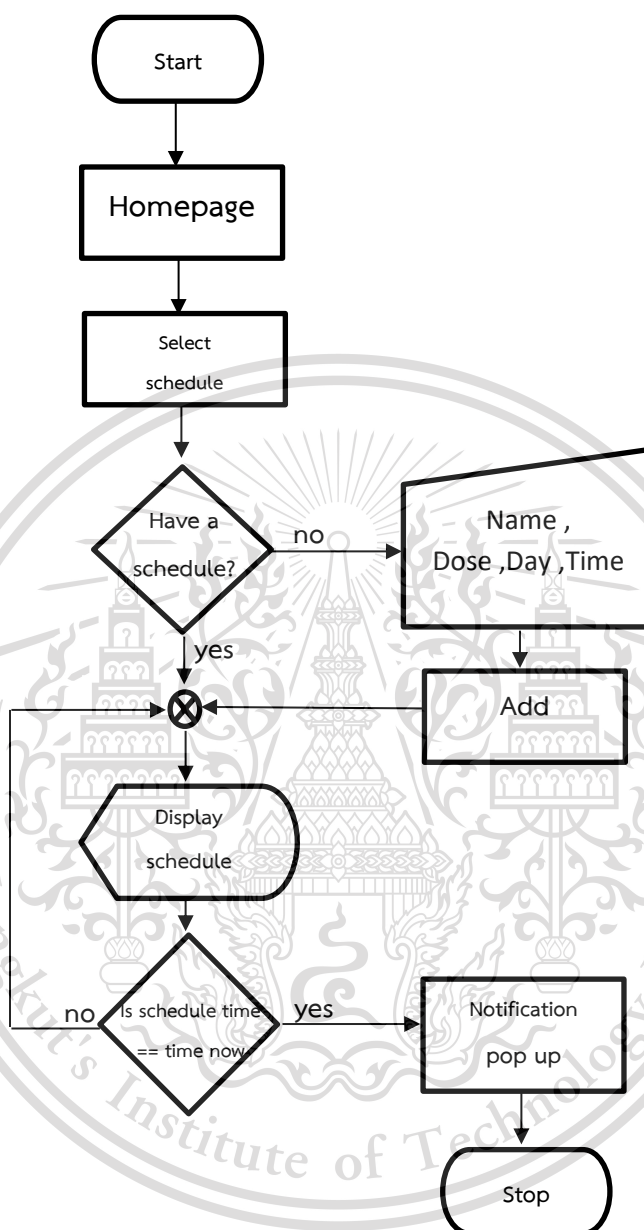 Start
Homepage
Select
schedule
Have a
schedule?
no
Name ,
Dose ,Day ,Time
yes
Add
Display
schedule
no
Is schedule time
== time now
yes
Notification
pop up
Stop
gkut's Institute of Technology